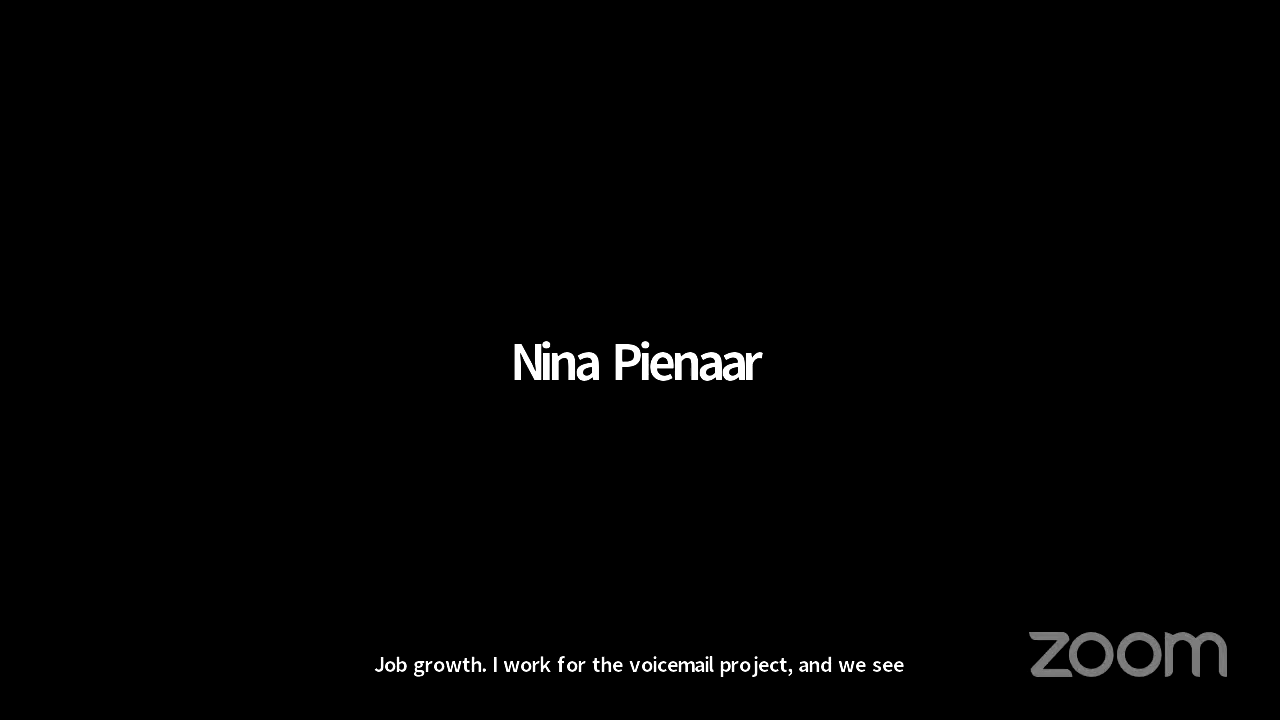 Nina Pienaar
zoom
Job growth. I work for the voicemail project, and we see